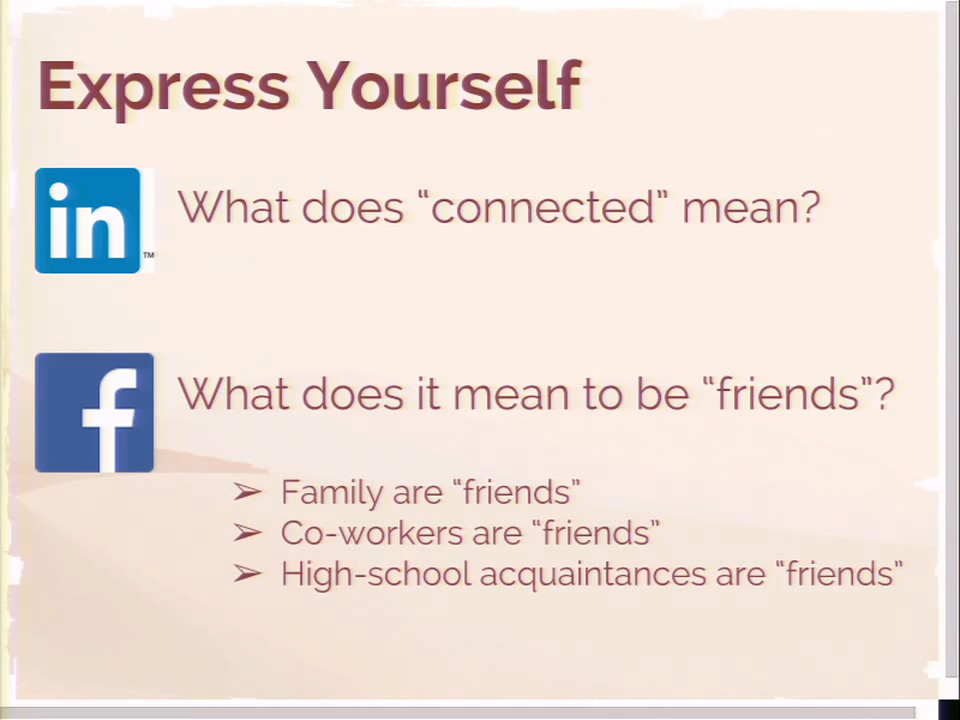 Express Yourself
in™
What does “connected” mean?
f
What does it mean to be “friends”?
➢ Family are “friends”
➢ Co-workers are “friends”
➢ High-school acquaintances are “friends”